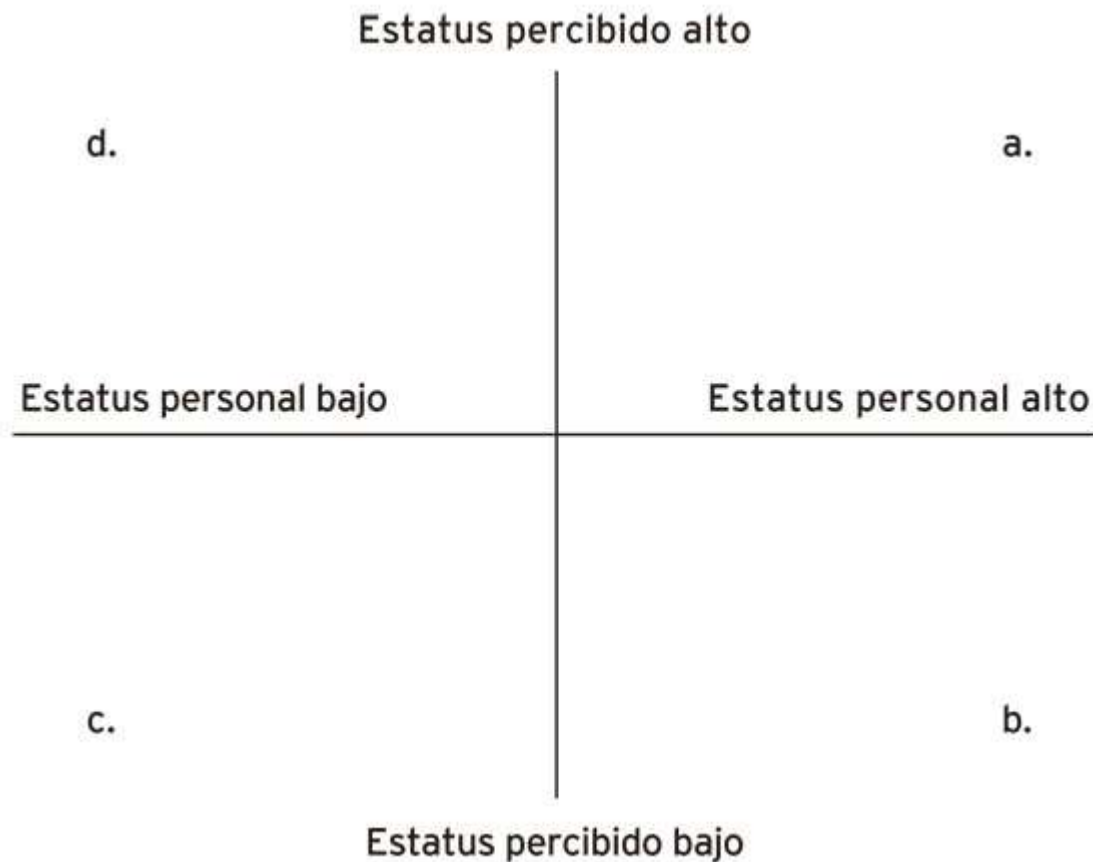 Estatus percibido alto
d.
a.
Estatus personal bajo
Estatus personal alto
c.
b.
Estatus percibido bajo